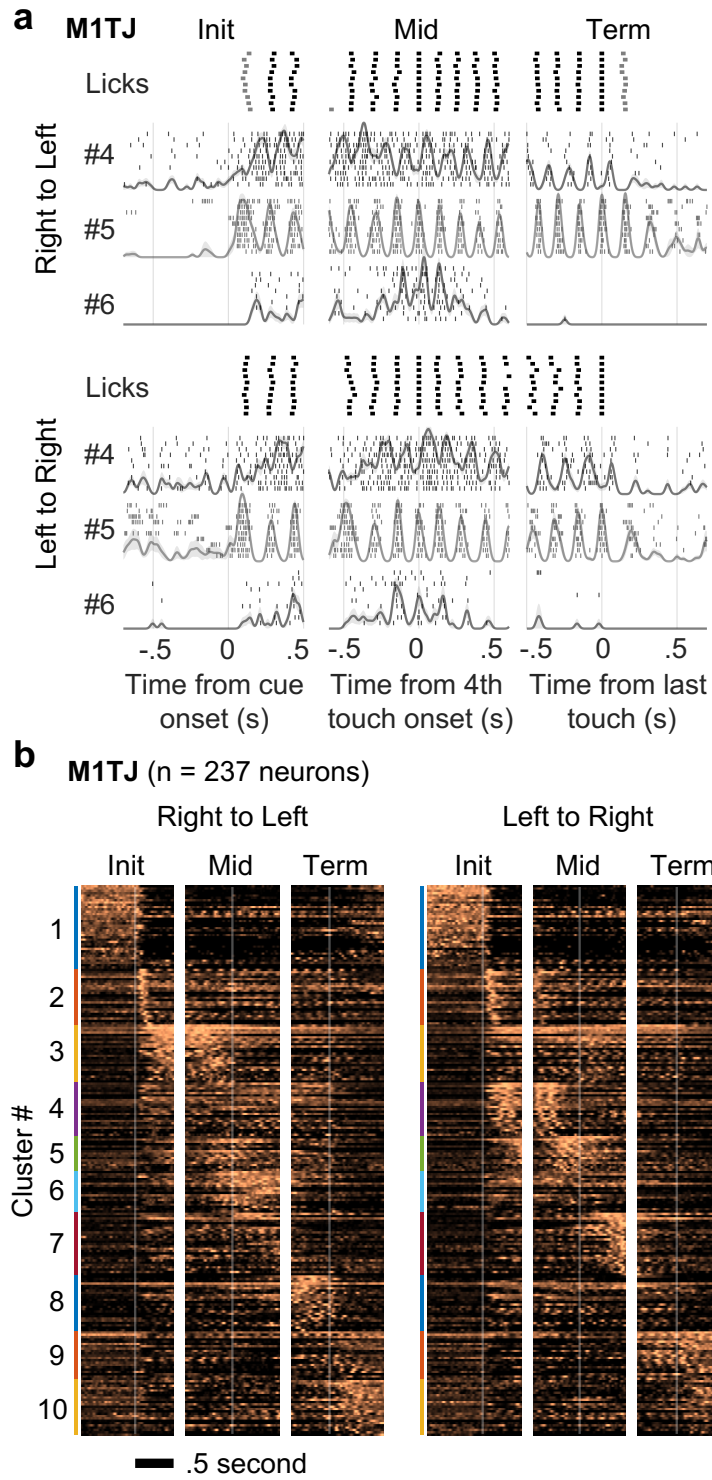 a M1TJ Init Mid Term
Licks
Right to Left
#4
#5
#6
Licks
Left to Right
#4
#5
#6
-.5 0 .5 -.5 0 .5 -.5 0 .5
Time from cue onset (s)
Time from 4th touch onset (s)
Time from last touch (s)
b M1TJ (n = 237 neurons)
Right to Left Left to Right
Init Mid Term Init Mid Term
Cluster #
1
2
3
4
5
6
7
8
9
10
.5 second